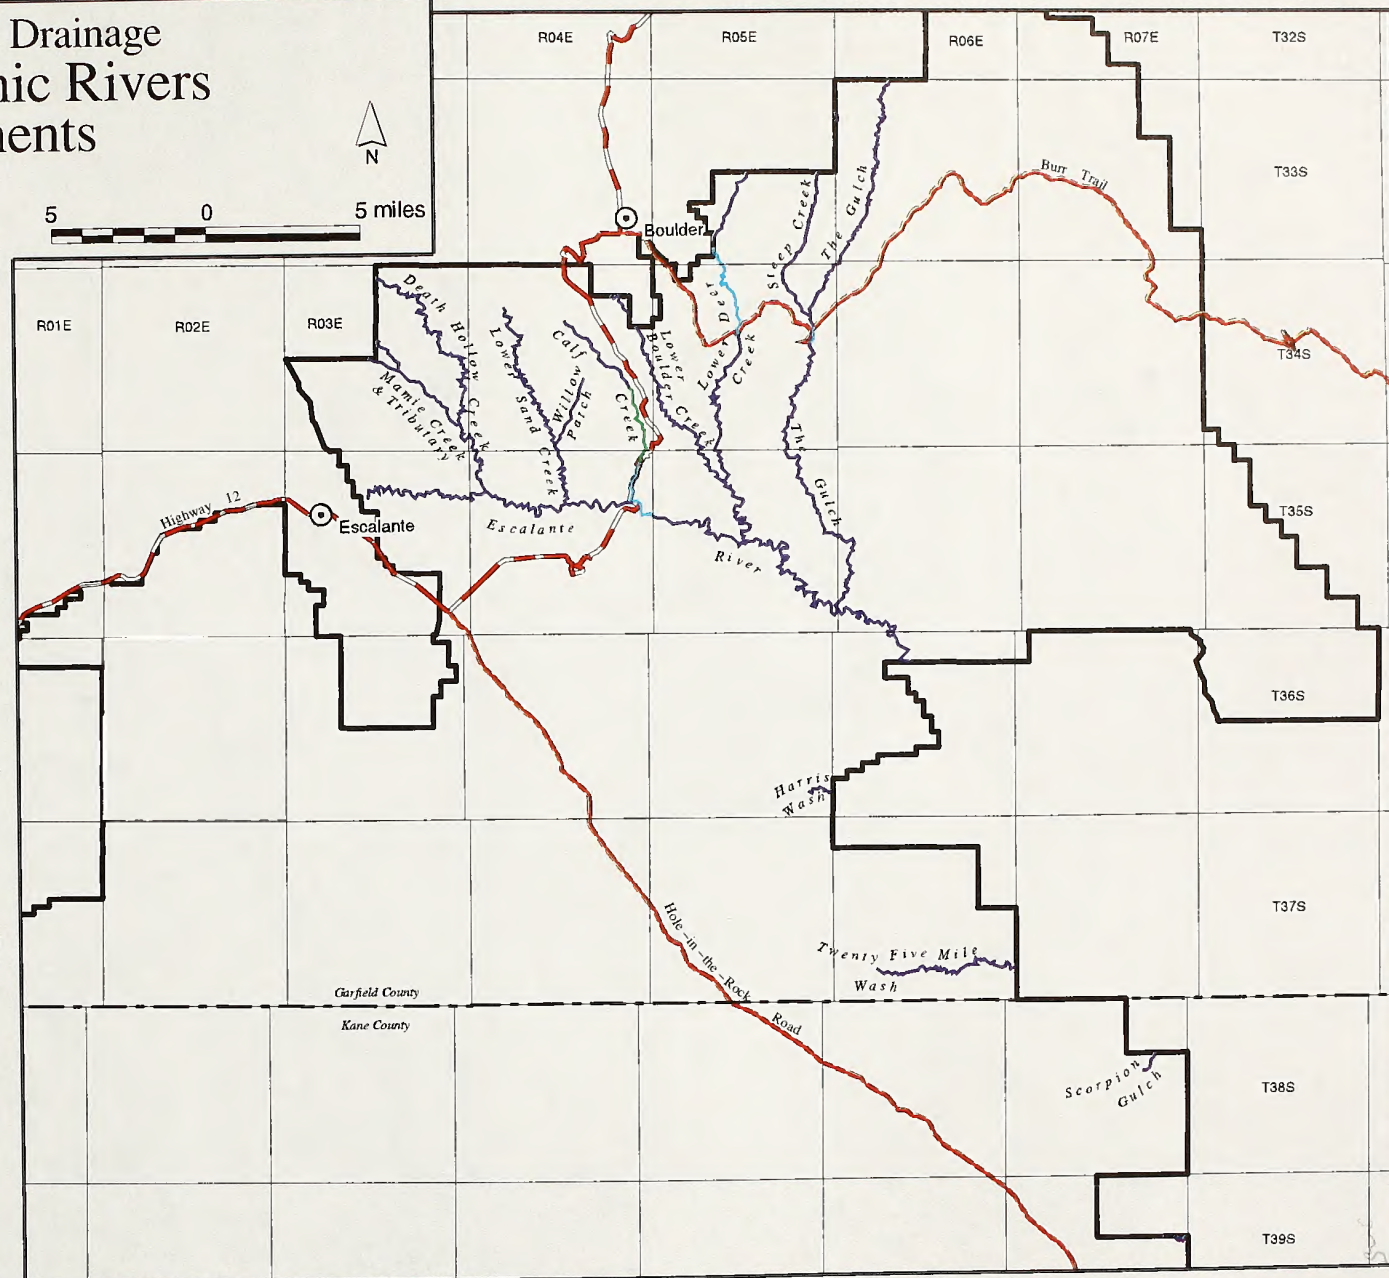 Drainage
nic Rivers
nents
N
5 0 5 miles
R04E R05E R06E R07E T32S
T33S
Burr Trail
The Gulch
Steep Creek
Boulder
R01E R02E R03E
Death Hollow Creek
Lower Sand Creek
Willow Patch
Calf Creek
Lower Boulder Creek
Lower Deer Creek
Mamie Creek
& Tributary
T34S
The Gulch
Highway 12
Escalante
Escalante River
T35S
T36S
Harris
Wash
T37S
Hole-in-the-Rock Road
Twenty Five Mile
Wash
Garfield County
Kane County
Scorpion
Gulch
T38S
T39S